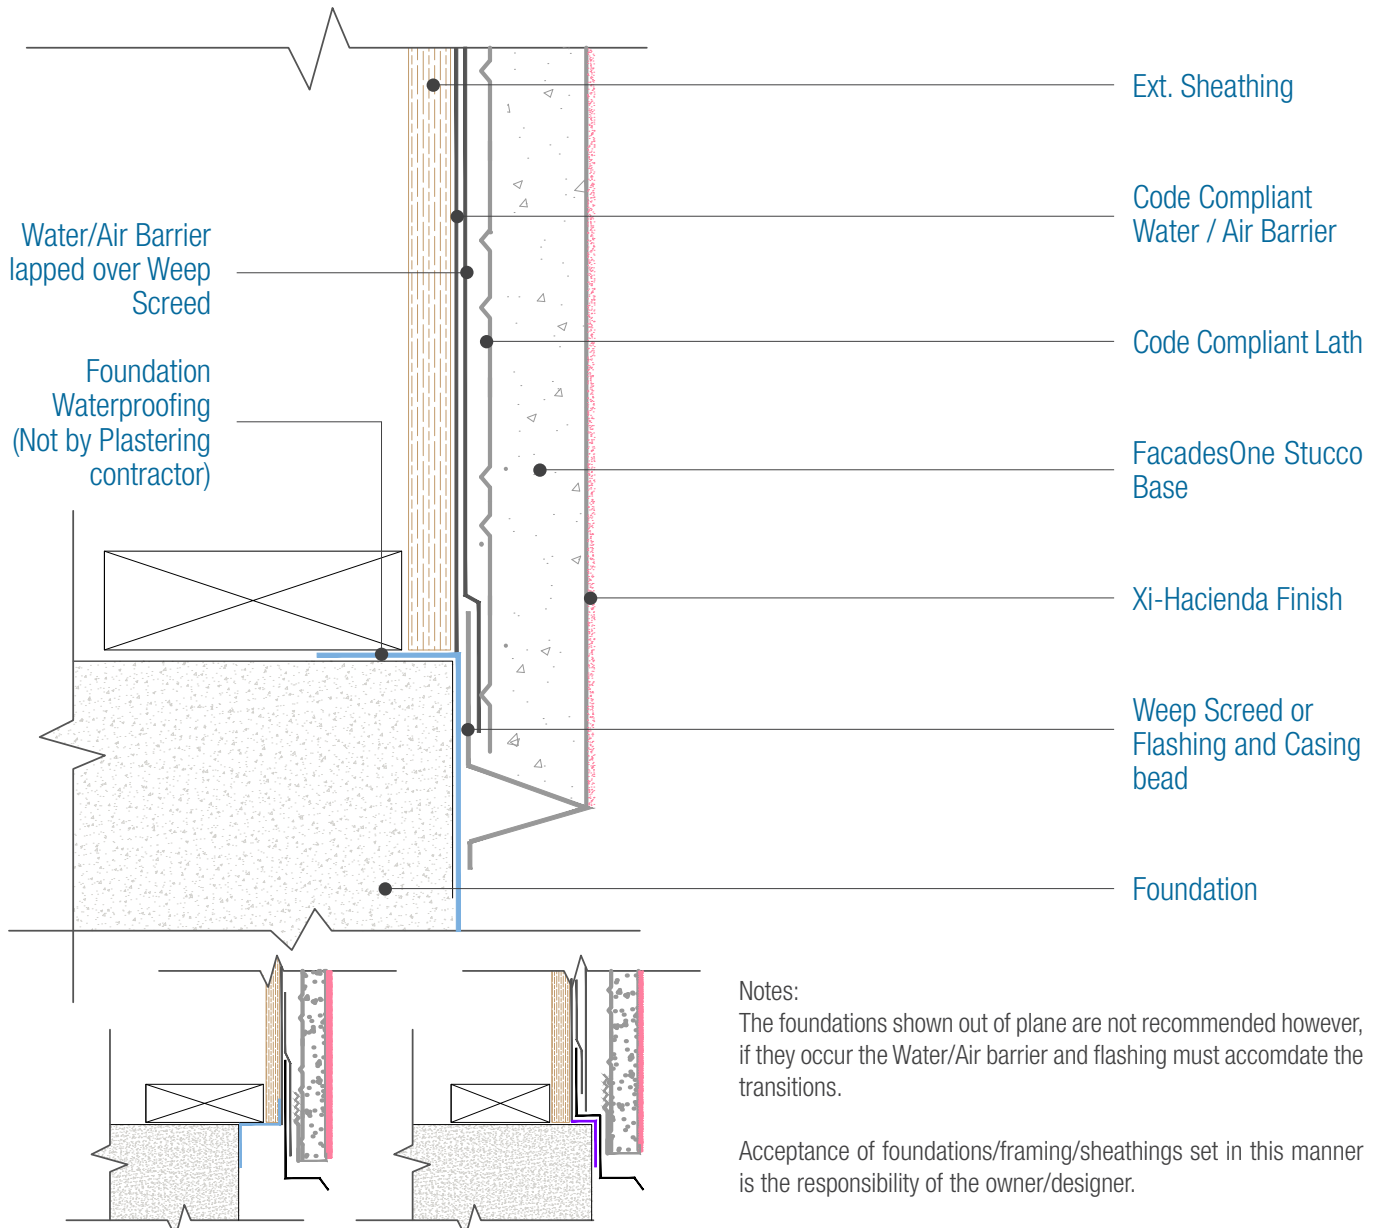 Ext. Sheathing
Code Compliant
Water / Air Barrier
Water/Air Barrier
lapped over Weep
Screed
Code Compliant Lath
Foundation
Waterproofing
(Not by Plastering
contractor)
FacadesOne Stucco
Base
Xi-Hacienda Finish
Weep Screed or
Flashing and Casing
bead
Foundation
Notes:
The foundations shown out of plane are not recommended however,
if they occur the Water/Air barrier and flashing must accomdate the
transitions.
Acceptance of foundations/framing/sheathings set in this manner
is the responsibility of the owner/designer.